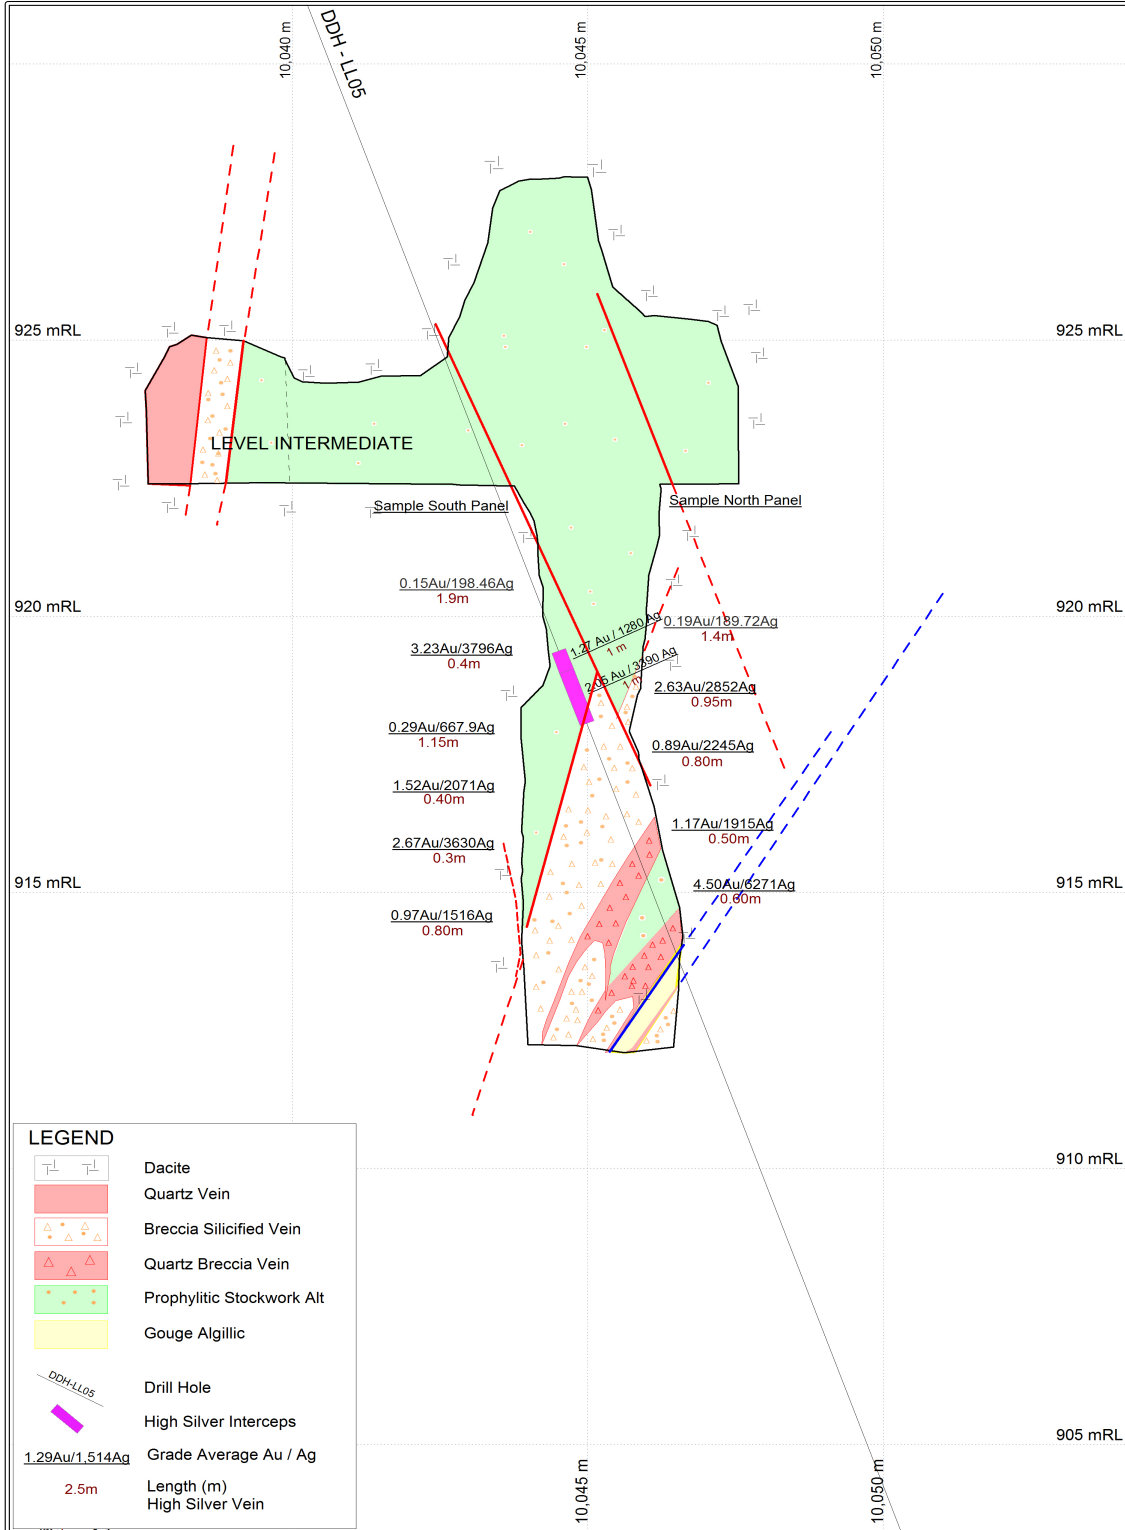 10,040 m
10,045 m
10,050 m
DDH - LL05
925 mRL
925 mRL
LEVEL INTERMEDIATE
Sample South Panel
Sample North Panel
0.15Au/198.46Ag
1.9m
920 mRL
920 mRL
1.27 Au / 1280 Ag
1 m
0.19Au/189.72Ag
1.4m
3.23Au/3796Ag
0.4m
2.05 Au / 3390 Ag
1 m
2.63Au/2852Ag
0.95m
0.29Au/667.9Ag
1.15m
0.89Au/2245Ag
0.80m
1.52Au/2071Ag
0.40m
1.17Au/1915Ag
0.50m
2.67Au/3630Ag
0.3m
915 mRL
4.50Au/6271Ag
0.60m
915 mRL
0.97Au/1516Ag
0.80m
LEGEND
Dacite
Quartz Vein
Breccia Silicified Vein
Quartz Breccia Vein
Prophylitic Stockwork Alt
Gouge Algillic
DDH-LL05
Drill Hole
High Silver Interceps
1.29Au/1,514Ag
Grade Average Au / Ag
2.5m
Length (m)
High Silver Vein
910 mRL
905 mRL
10,045 m
10,050 m